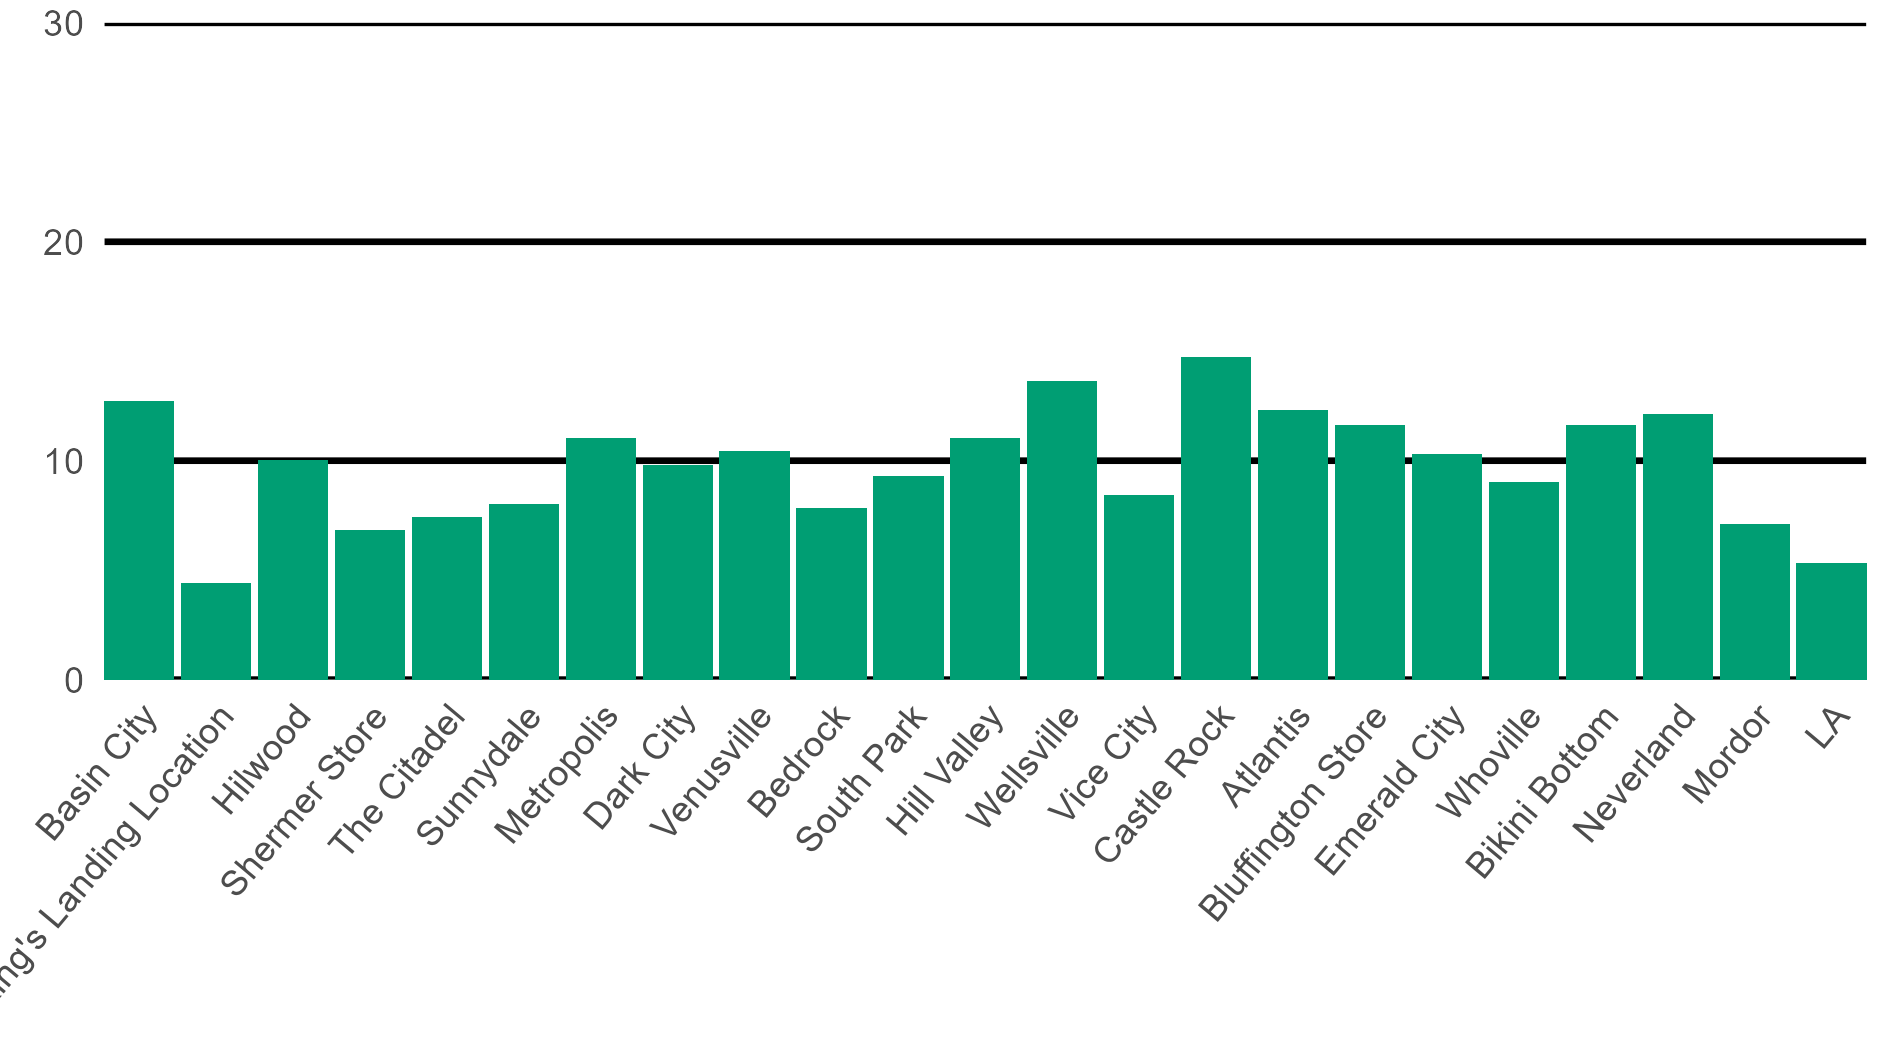 30
20
10
0
Basin City
ng's Landing Location
Hilwood
Shermer Store
The Citadel
Sunnydale
Metropolis
Dark City
Venusville
Bedrock
South Park
Hill Valley
Wellsville
Vice City
Castle Rock
Atlantis
Bluffington Store
Emerald City
Whoville
Bikini Bottom
Neverland
Mordor
LA